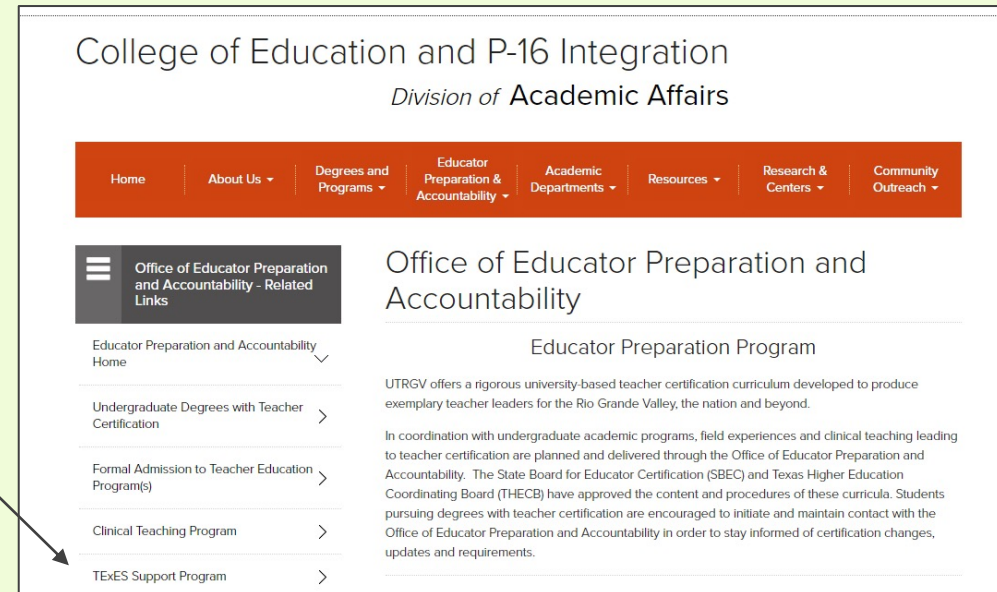 College of Education and P-16 Integration
Division of Academic Affairs
Home
About Us
Degrees and
Programs
Educator
Preparation &
Accountability
Academic
Departments
Resources
Research &
Centers
Community
Outreach
Office of Educator Preparation
and Accountability - Related
Links
Educator Preparation and Accountability
Home
Undergraduate Degrees with Teacher
Certification
Formal Admission to Teacher Education
Program(s)
Clinical Teaching Program
TExES Support Program
Office of Educator Preparation and
Accountability
Educator Preparation Program
UTRGV offers a rigorous university-based teacher certification curriculum developed to produce
exemplary teacher leaders for the Rio Grande Valley, the nation and beyond.
In coordination with undergraduate academic programs, field experiences and clinical teaching leading
to teacher certification are planned and delivered through the Office of Educator Preparation and
Accountability. The State Board for Educator Certification (SBEC) and Texas Higher Education
Coordinating Board (THECB) have approved the content and procedures of these curricula. Students
pursuing degrees with teacher certification are encouraged to initiate and maintain contact with the
Office of Educator Preparation and Accountability in order to stay informed of certification changes,
updates and requirements.